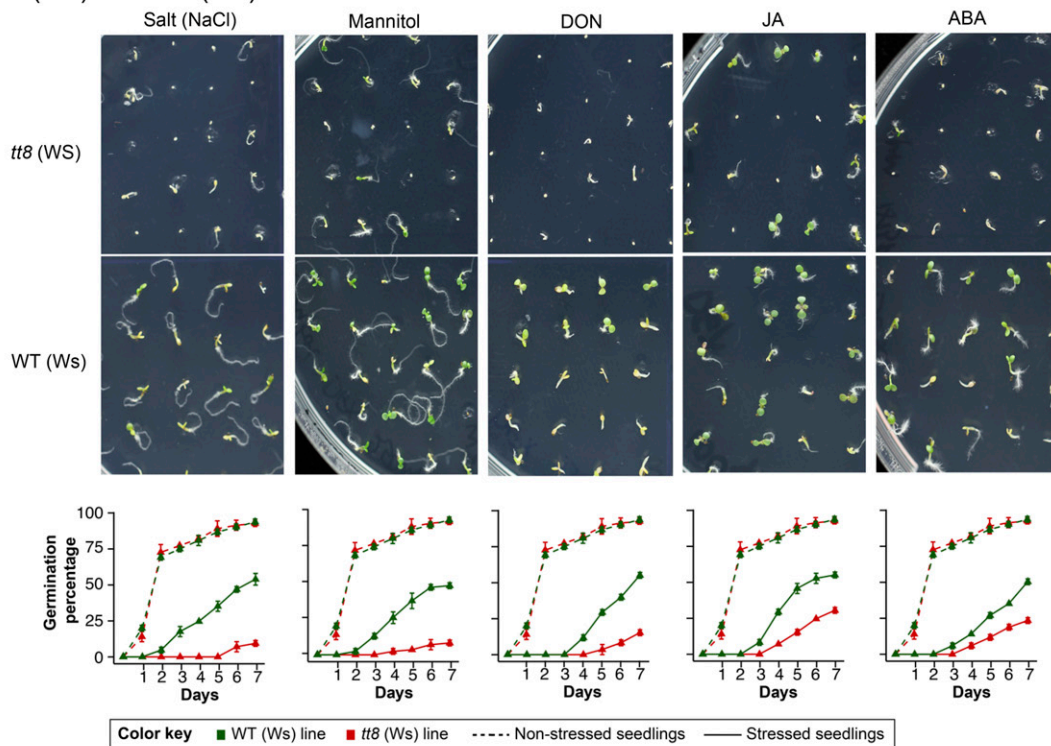 Salt (NaCl) Mannitol DON JA ABA
tt8 (WS)
WT (Ws)
Germination
percentage
100
75
50
25
0
1 2 3 4 5 6 7 1 2 3 4 5 6 7 1 2 3 4 5 6 7 1 2 3 4 5 6 7 1 2 3 4 5 6 7
Days Days Days Days Days
Color key WT (Ws) line tt8 (Ws) line Non-stressed seedlings Stressed seedlings